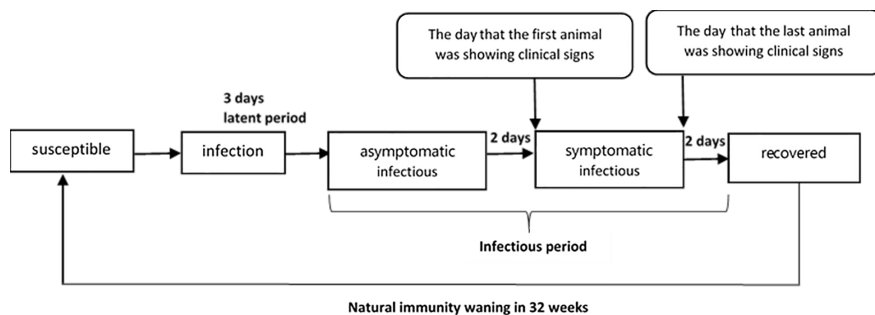 The day that the first animal
was showing clinical signs
The day that the last animal
was showing clinical signs
3 days
latent period
susceptible
infection
asymptomatic
infectious
2 days
symptomatic
infectious
2 days
recovered
Infectious period
Natural immunity waning in 32 weeks